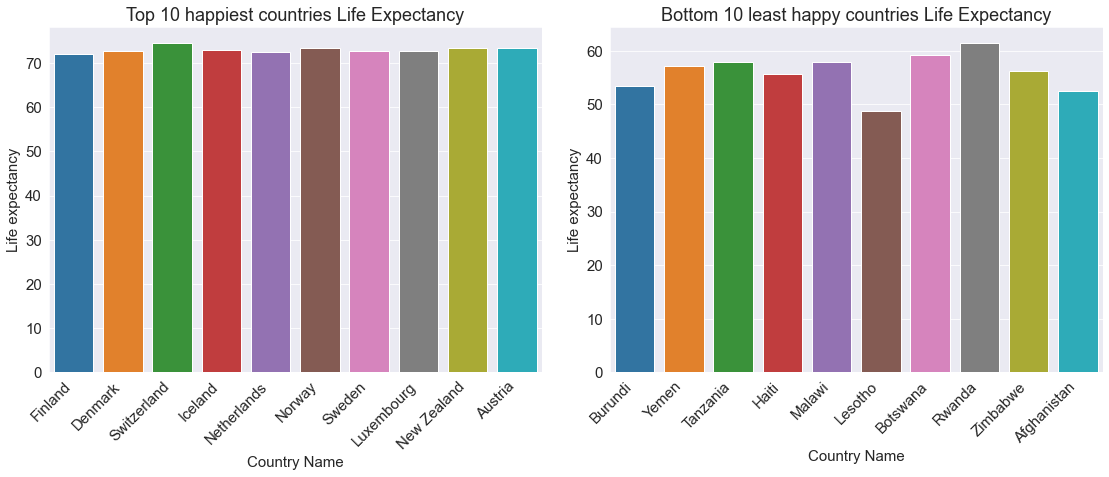 Top 10 happiest countries Life Expectancy
Life expectancy
70
60
50
40
30
20
10
0
Finland
Denmark
Switzerland
Iceland
Netherlands
Norway
Sweden
Luxembourg
New Zealand
Austria
Country Name
Bottom 10 least happy countries Life Expectancy
Life expectancy
60
50
40
30
20
10
0
Burundi
Yemen
Tanzania
Haiti
Malawi
Lesotho
Botswana
Rwanda
Zimbabwe
Afghanistan
Country Name